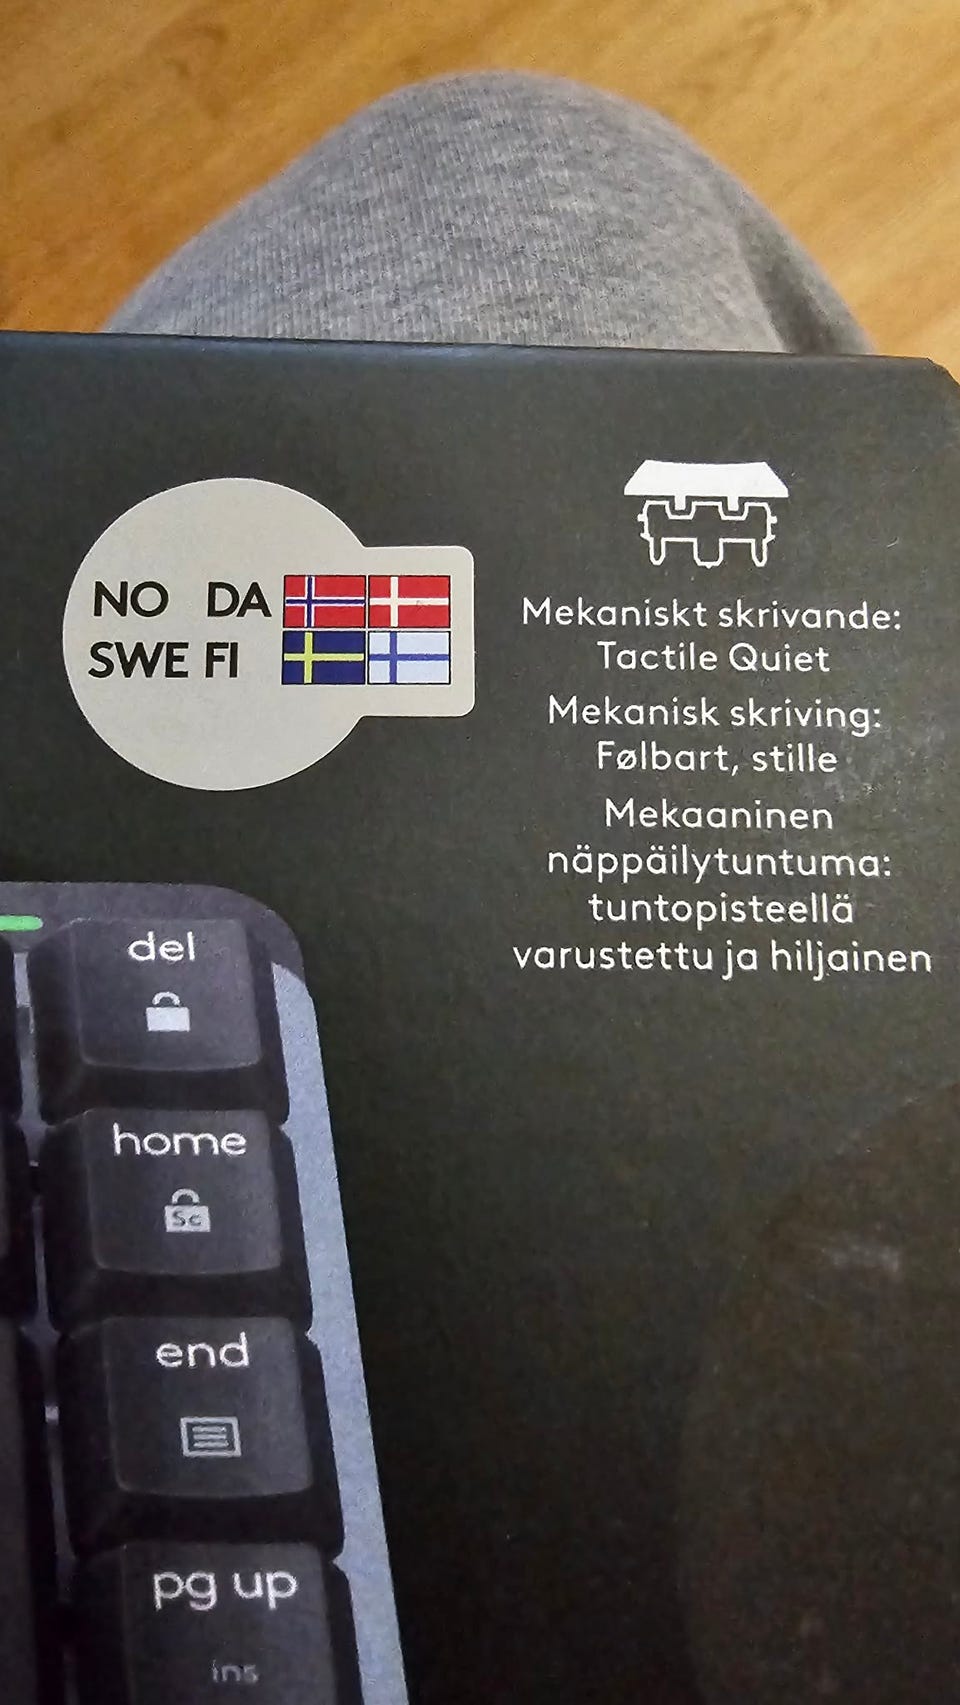 NO DA
SWE FI
Mekaniskt skrivande:
Tactile Quiet
Mekanisk skriving:
Følbart, stille
Mekaaninen
näppäilytuntuma:
tuntopisteellä
varustettu ja hiljainen
del
home
Sc
end
pg up
ins